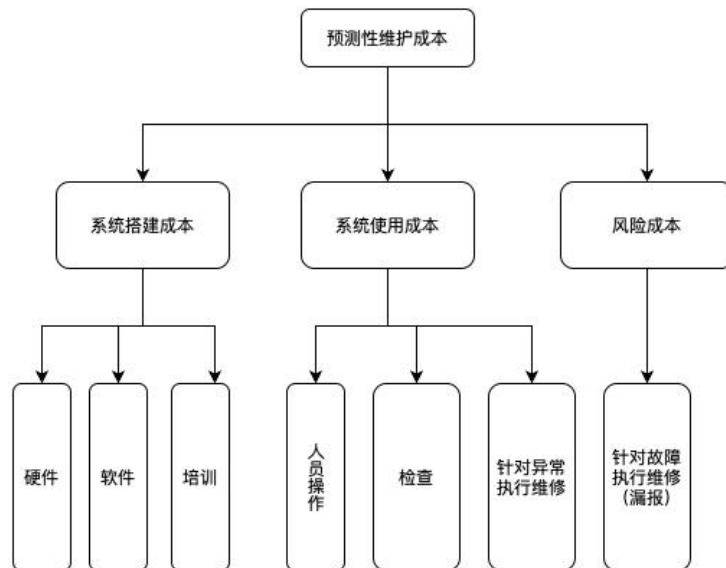 预测性维护成本
系统搭建成本
系统使用成本
风险成本
硬件
软件
培训
人员操作
检查
针对异常
执行维修
针对故障
执行维修
（漏报）